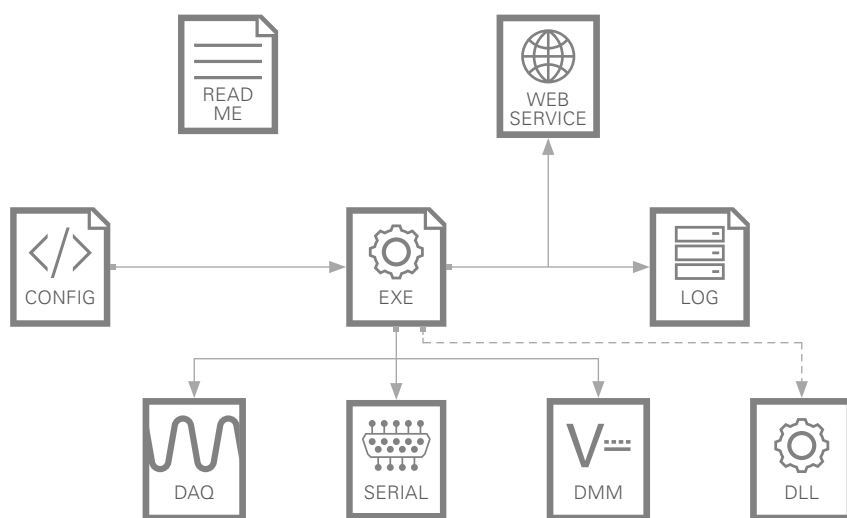 READ
ME
WEB
SERVICE
</>
CONFIG
EXE
LOG
DAQ
SERIAL
V
DMM
DLL